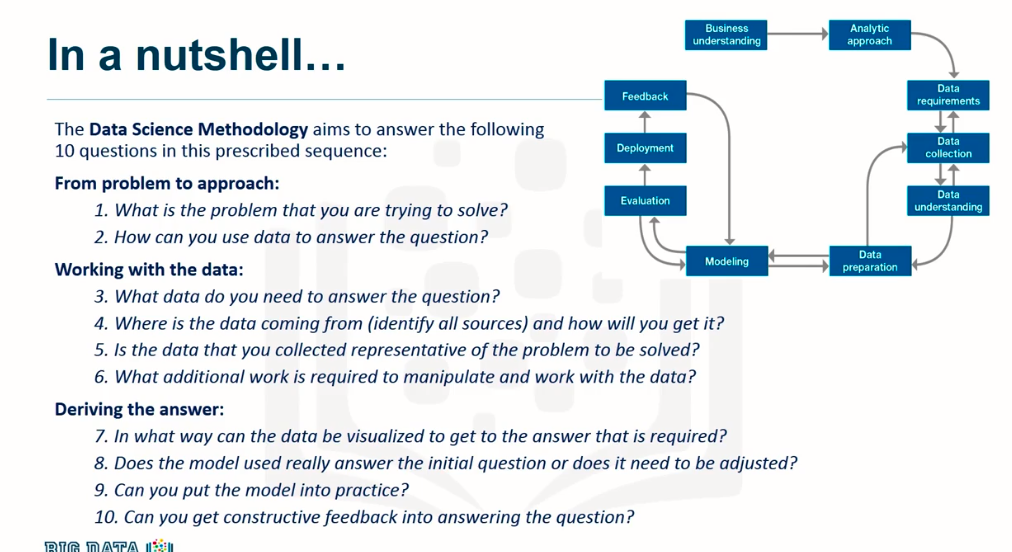 In a nutshell...
The Data Science Methodology aims to answer the following
10 questions in this prescribed sequence:
From problem to approach:
1. What is the problem that you are trying to solve?
2. How can you use data to answer the question?
Working with the data:
3. What data do you need to answer the question?
4. Where is the data coming from (identify all sources) and how will you get it?
5. Is the data that you collected representative of the problem to be solved?
6. What additional work is required to manipulate and work with the data?
Deriving the answer:
7. In what way can the data be visualized to get to the answer that is required?
8. Does the model used really answer the initial question or does it need to be adjusted?
9. Can you put the model into practice?
10. Can you get constructive feedback into answering the question?
Business
understanding
Analytic
approach
Data
requirements
Data
collection
Data
understanding
Data
preparation
Modeling
Evaluation
Deployment
Feedback
BIG DATA